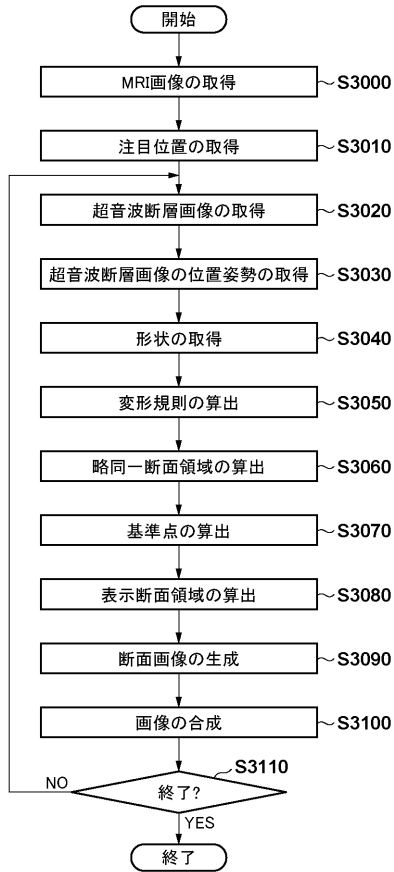 開始
MRI画像の取得
S3000
注目位置の取得
S3010
超音波断層画像の取得
S3020
超音波断層画像の位置姿勢の取得
S3030
形状の取得
S3040
変形規則の算出
S3050
略同一断面領域の算出
S3060
基準点の算出
S3070
表示断面領域の算出
S3080
断面画像の生成
S3090
画像の合成
S3100
S3110
終了?
NO
YES
終了